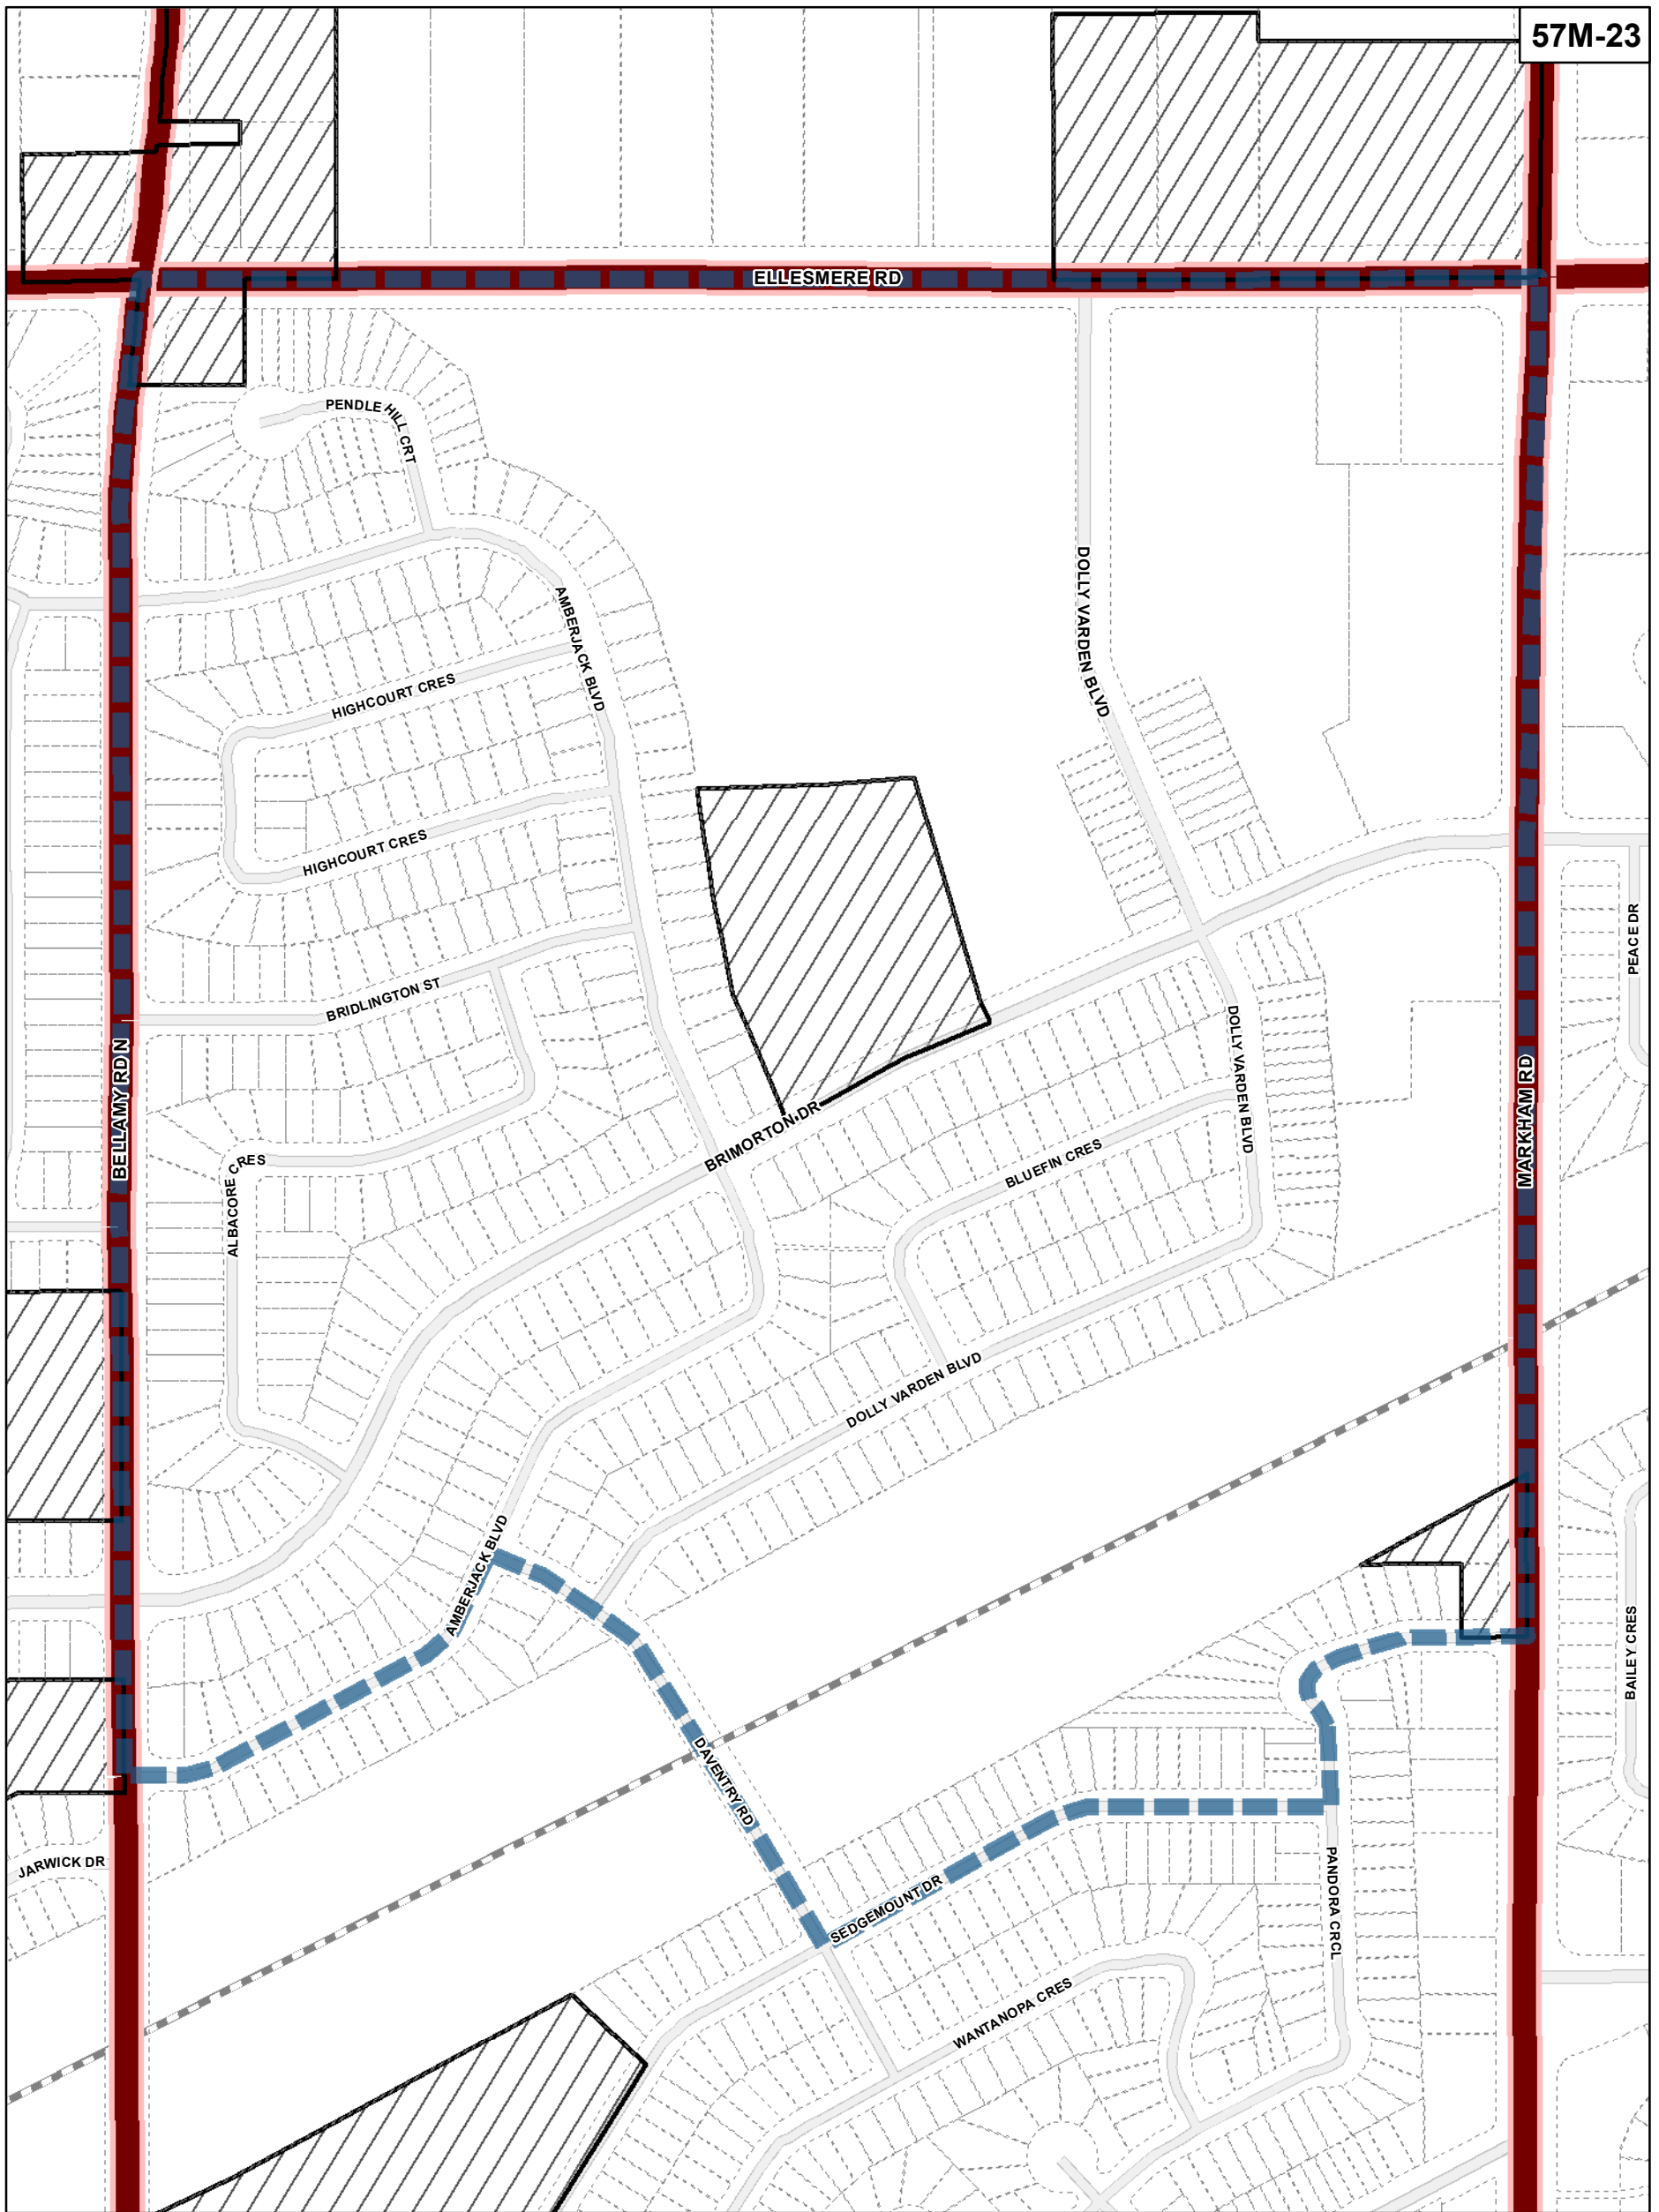 57M-23
ELLESMERE RD
PENDLE HILL CRT
AMBERJACK BLVD
DOLLY VARDEN BLVD
HIGHCOURT CRES
HIGHCOURT CRES
PEACE DR
BRIDLINGTON ST
DOLLY VARDEN BLVD
BELLAMY RD N
MARKHAM RD
BRIMORTON DR
BLUEFIN CRES
ALBACORE CRES
DOLLY VARDEN BLVD
AMBERJACK BLVD
BAILEY CRES
DAVENTRY RD
JARWICK DR
SEDGEMOUNT DR
PANDORA CRCL
WANTANOPA CRES